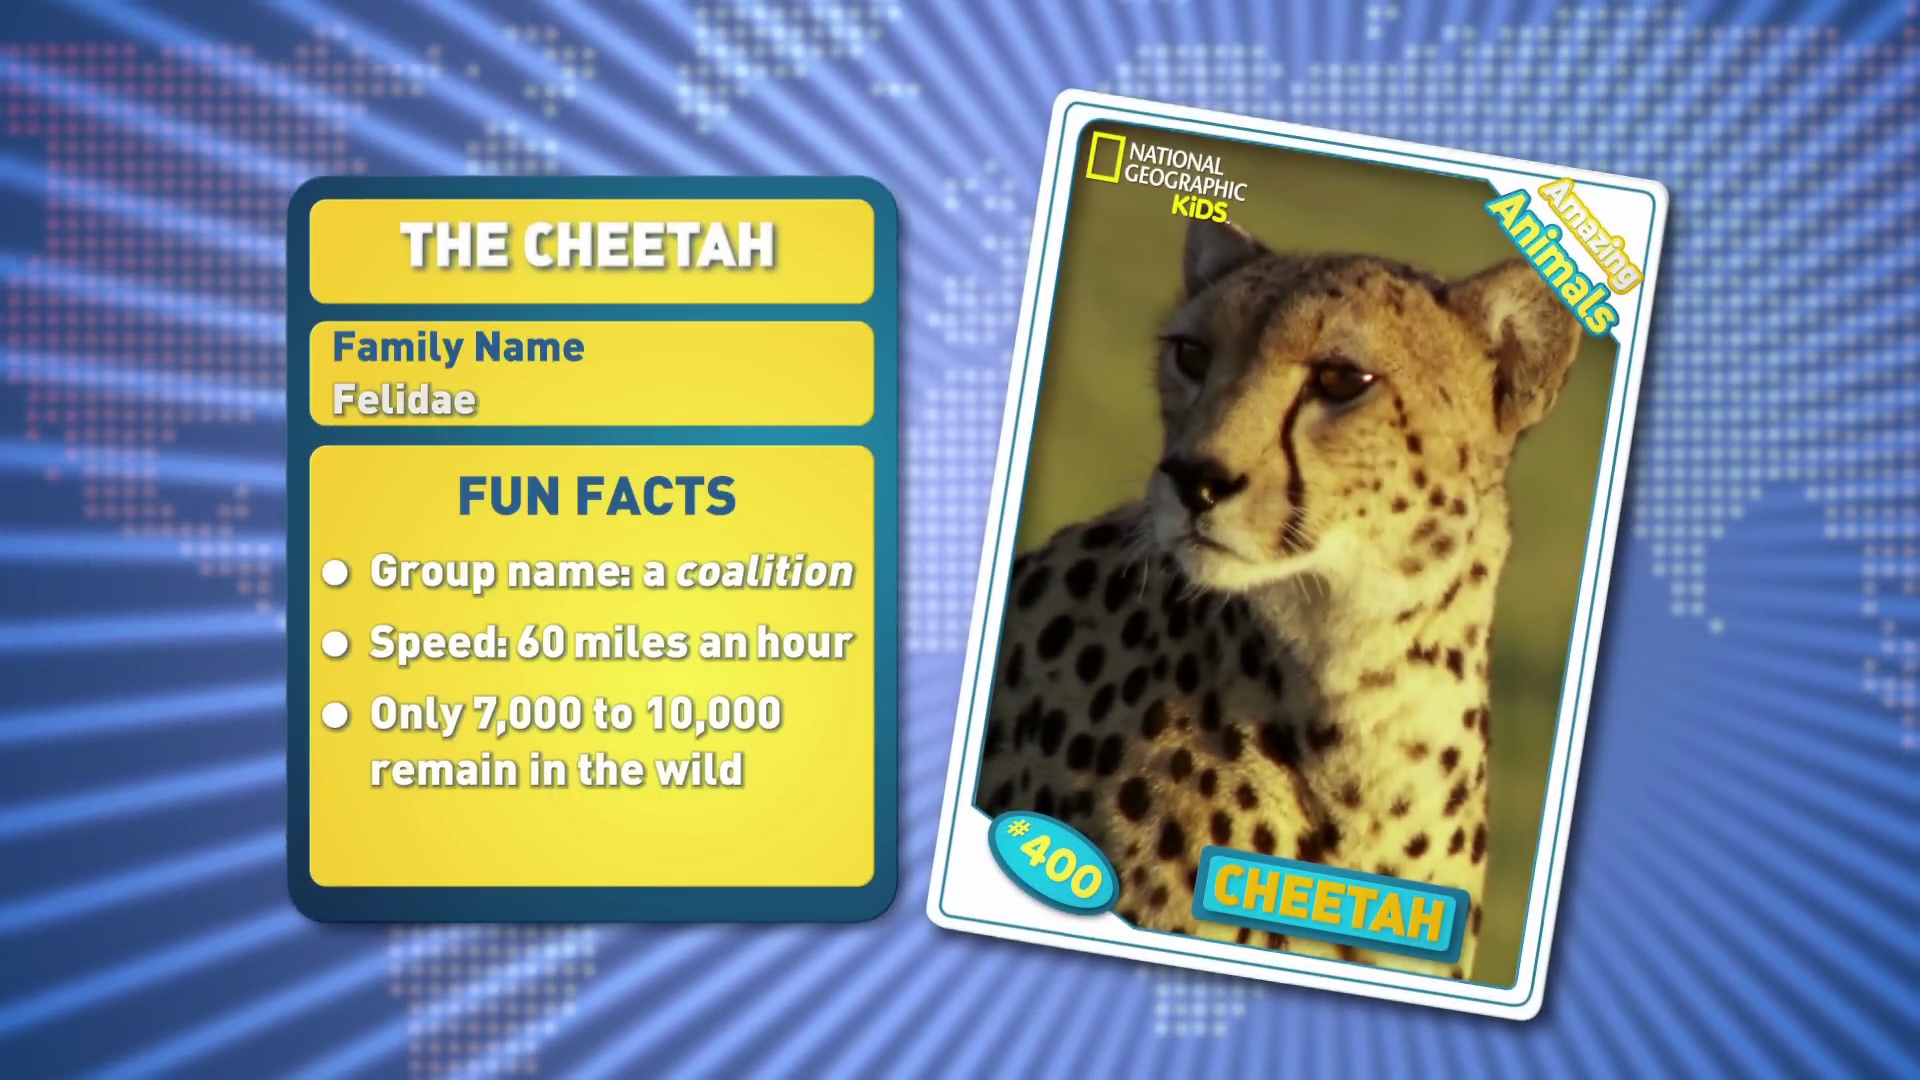 THE CHEETAH
Family Name
Felidae
FUN FACTS
Group name: a coalition
Speed: 60 miles an hour
Only 7,000 to 10,000
remain in the wild
NATIONAL
GEOGRAPHIC
KiDS
Amazing
Animals
#400
CHEETAH